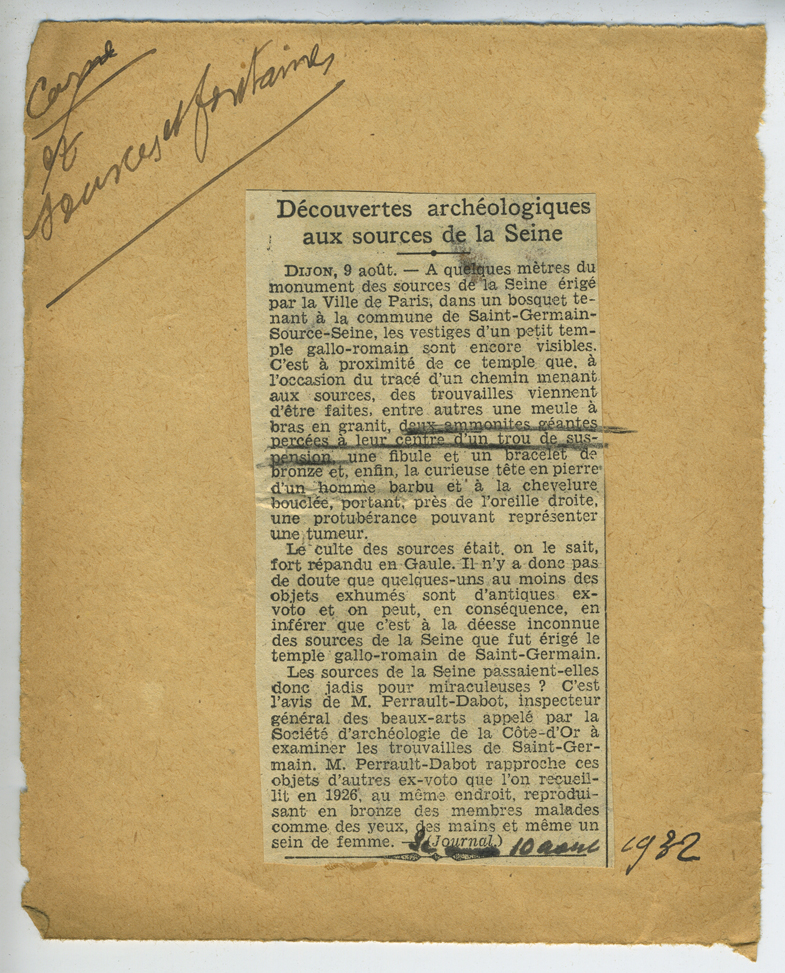 et
sources et fontaines
Découvertes archéologiques
aux sources de la Seine
DIJON, 9 août. — A quelques mètres du
monument des sources de la Seine érigé
par la Ville de Paris, dans un bosquet te-
nant à la commune de Saint-Germain-
Source-Seine, les vestiges d'un petit tem-
ple gallo-romain sont encore visibles.
C'est à proximité de ce temple que, à
l'occasion du tracé d'un chemin menant
aux sources, des trouvailles viennent
d'être faites, entre autres une meule à
bras en granit, deux ammonites géantes
percées à leur centre d'un trou de sus-
pension, une fibule et un bracelet de
bronze et, enfin, la curieuse tête en pierre
d'un homme barbu et à la chevelure
bouclée, portant, près de l'oreille droite,
une protubérance pouvant représenter
une tumeur.
Le culte des sources était, on le sait,
fort répandu en Gaule. Il n'y a donc pas
de doute que quelques-uns au moins des
objets exhumés sont d'antiques ex-
voto et on peut, en conséquence, en
inférer que c'est à la déesse inconnue
des sources de la Seine que fut érigé le
temple gallo-romain de Saint-Germain.
Les sources de la Seine passaient-elles
donc jadis pour miraculeuses ? C'est
l'avis de M. Perrault-Dabot, inspecteur
général des beaux-arts appelé par la
Société d'archéologie de la Côte-d'Or à
examiner les trouvailles de Saint-Ger-
main. M. Perrault-Dabot rapproche ces
objets d'autres ex-voto que l'on recueil-
lit en 1926, au même endroit, reprodui-
sant en bronze des membres malades
comme des yeux, des mains et même un
sein de femme. — (Journal.) 10 aout 1932